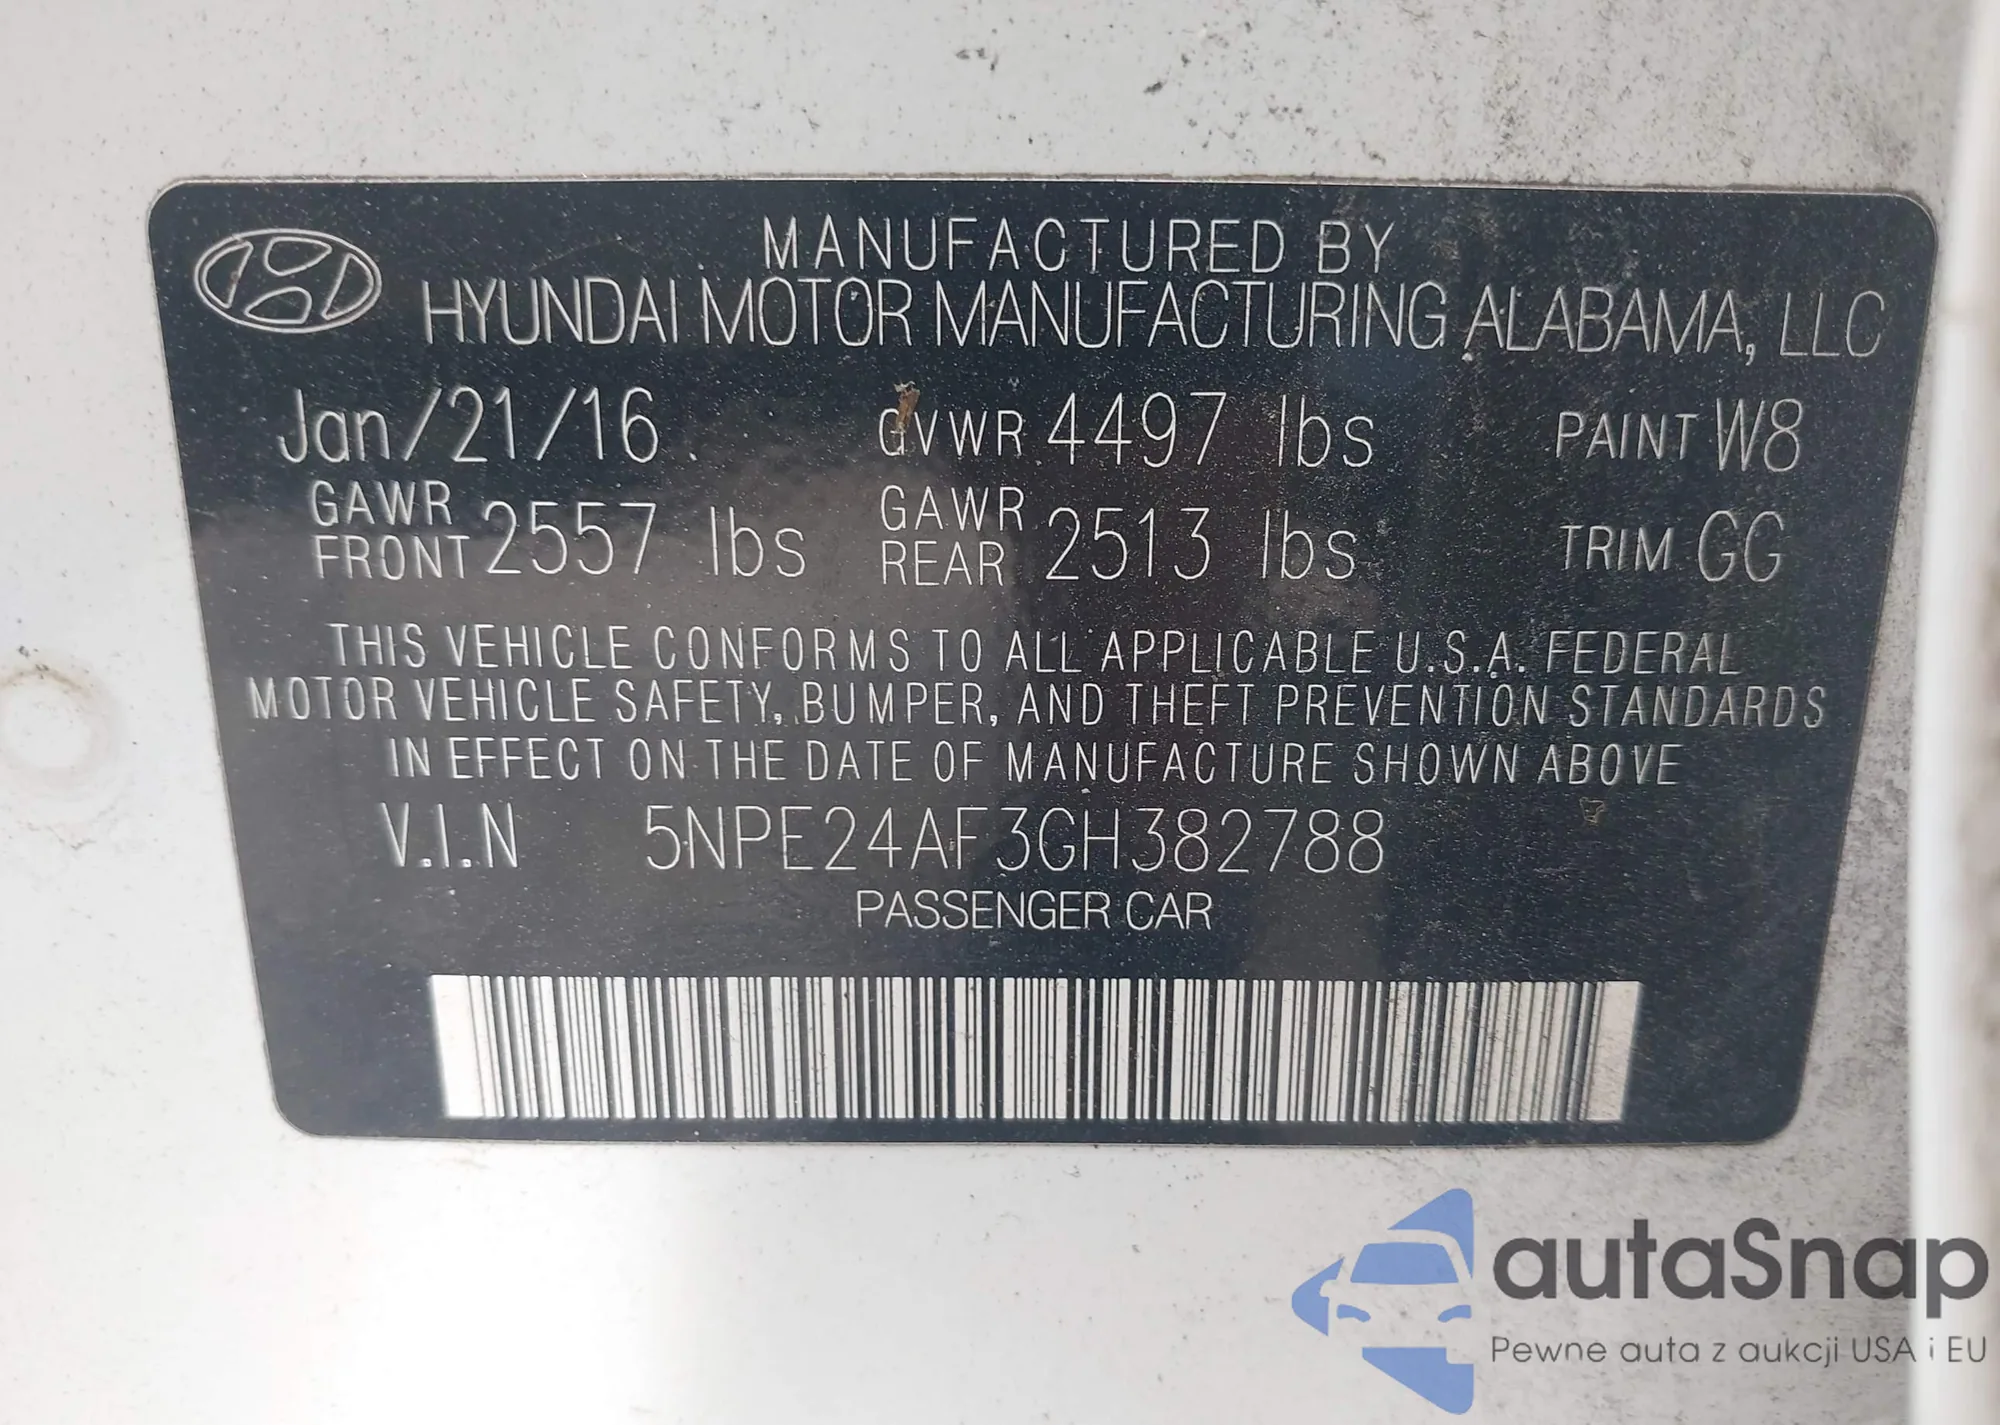 MANUFACTURED BY
HYUNDAI MOTOR MANUFACTURING ALABAMA, LLC
Jan/21/16 GVWR 4497 lbs PAINT W8
GAWR FRONT 2557 lbs GAWR REAR 2513 lbs TRIM GG
THIS VEHICLE CONFORMS TO ALL APPLICABLE U.S.A. FEDERAL
MOTOR VEHICLE SAFETY, BUMPER, AND THEFT PREVENTION STANDARDS
IN EFFECT ON THE DATE OF MANUFACTURE SHOWN ABOVE
V.I.N 5NPE24AF3GH382788
PASSENGER CAR
autaSnap
Pewne auta z aukcji USA i EU